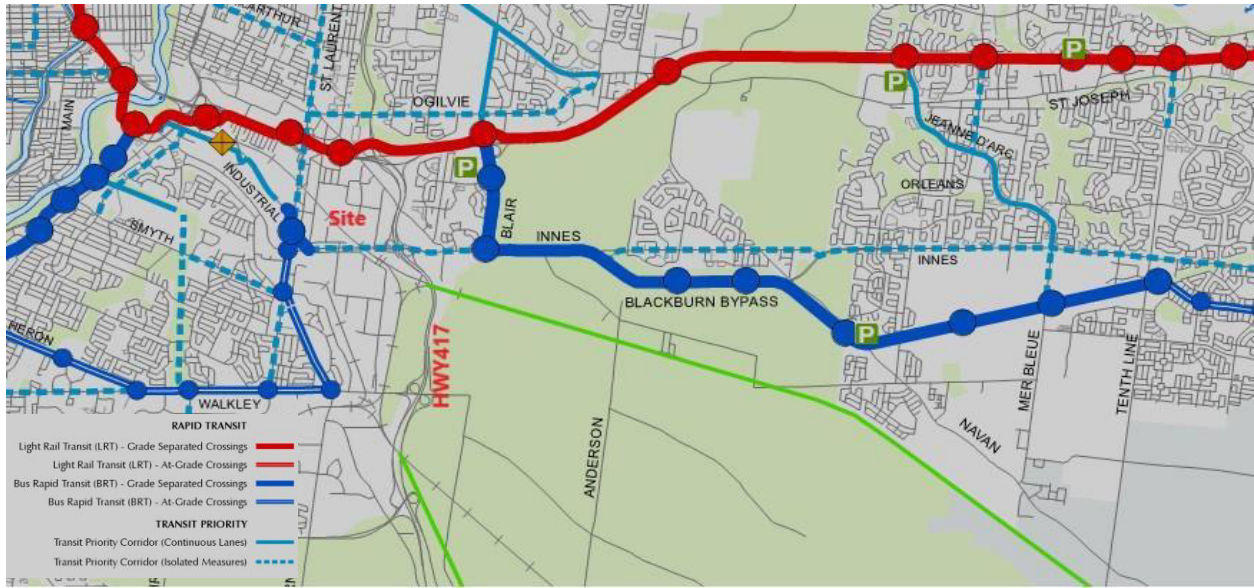 ARTHUR
ST LAURENT
MAIN
OGILVIE
P
P
P
ST JOSEPH
JEANNE D'ARC
INDUSTRIAL
ORLEANS
Site
BLAIR
SMYTH
INNES
INNES
BLACKBURN BYPASS
P
HERON
HWY417
MER BLEUE
TENTH LINE
WALKLEY
NAVAN
ANDERSON
RAPID TRANSIT
Light Rail Transit (LRT) - Grade Separated Crossings
Light Rail Transit (LRT) - At-Grade Crossings
Bus Rapid Transit (BRT) - Grade Separated Crossings
Bus Rapid Transit (BRT) - At-Grade Crossings
TRANSIT PRIORITY
Transit Priority Corridor (Continuous Lanes)
Transit Priority Corridor (Isolated Measures)